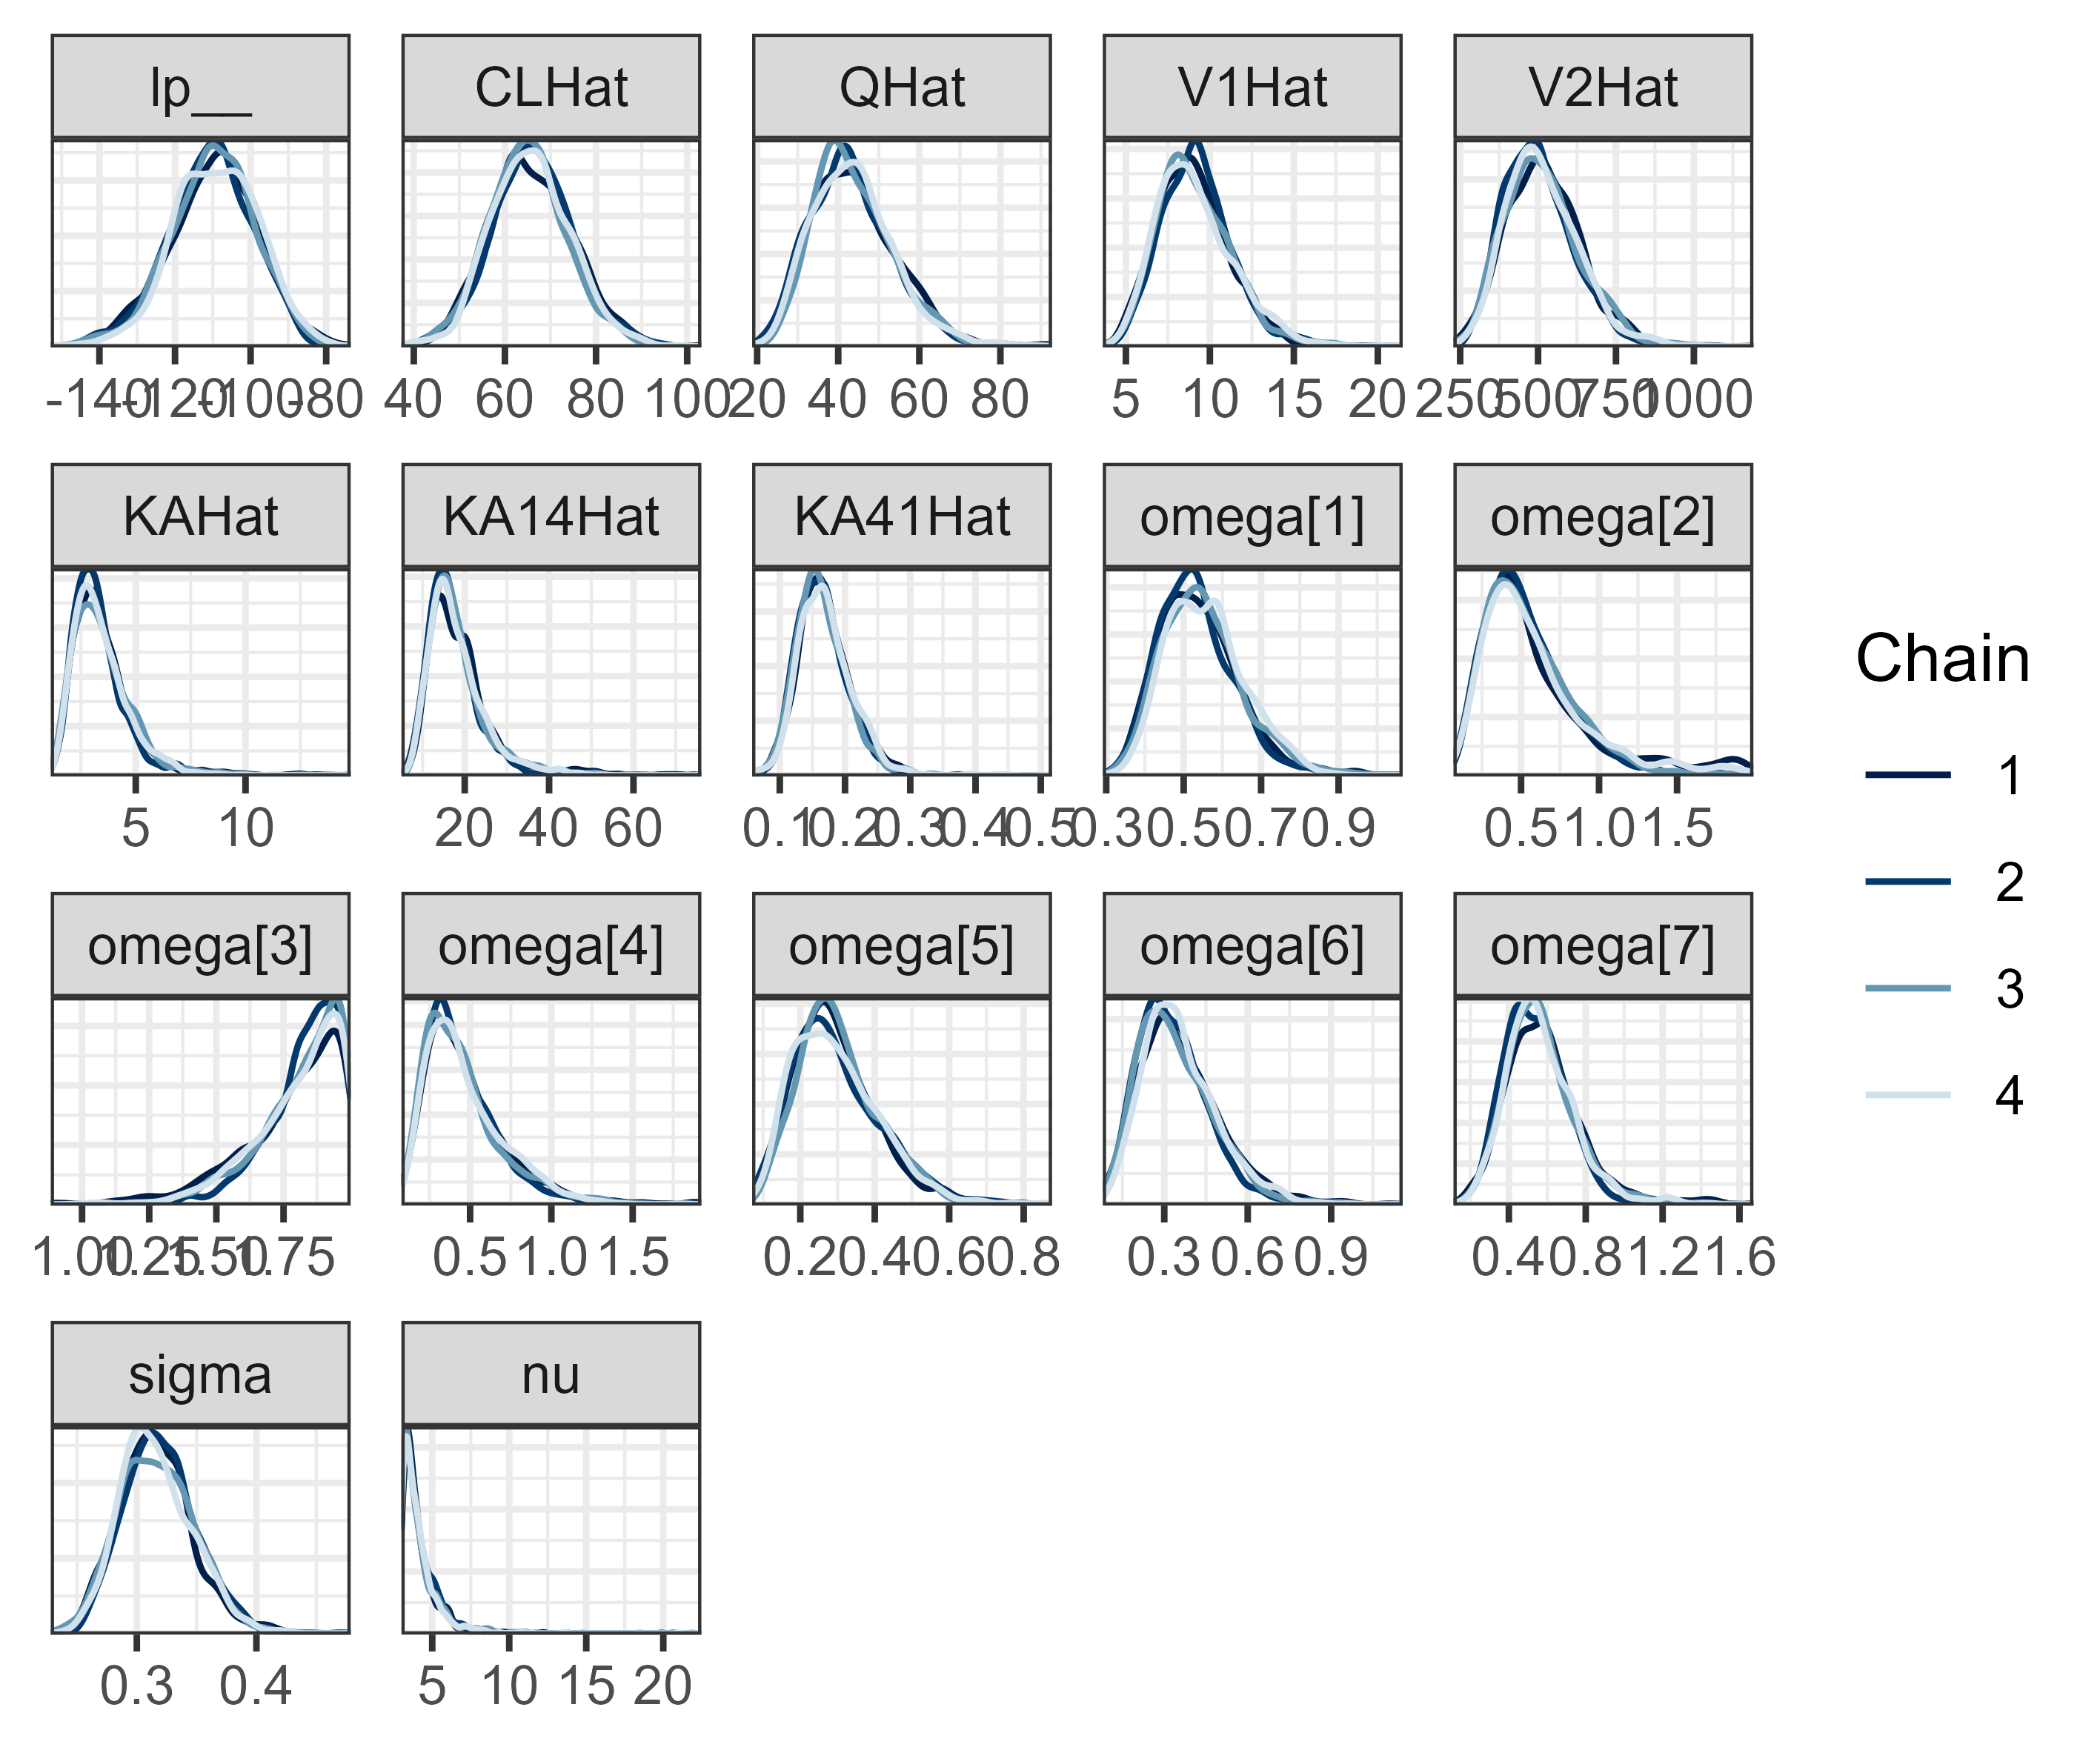 lp__ CLHat QHat V1Hat V2Hat
-140 -120 -100 -80 40 60 80 100 20 40 60 80 5 10 15 20 250 500 750 1000
KAHat KA14Hat KA41Hat omega[1] omega[2]
5 10 20 40 60 0.1 0.2 0.3 0.4 0.5 0.3 0.5 0.7 0.9 0.5 1.0 1.5
omega[3] omega[4] omega[5] omega[6] omega[7]
1.00 1.25 1.50 1.75 0.5 1.0 1.5 0.2 0.4 0.6 0.8 0.3 0.6 0.9 0.4 0.8 1.2 1.6
sigma nu
0.3 0.4 5 10 15 20
Chain
1
2
3
4